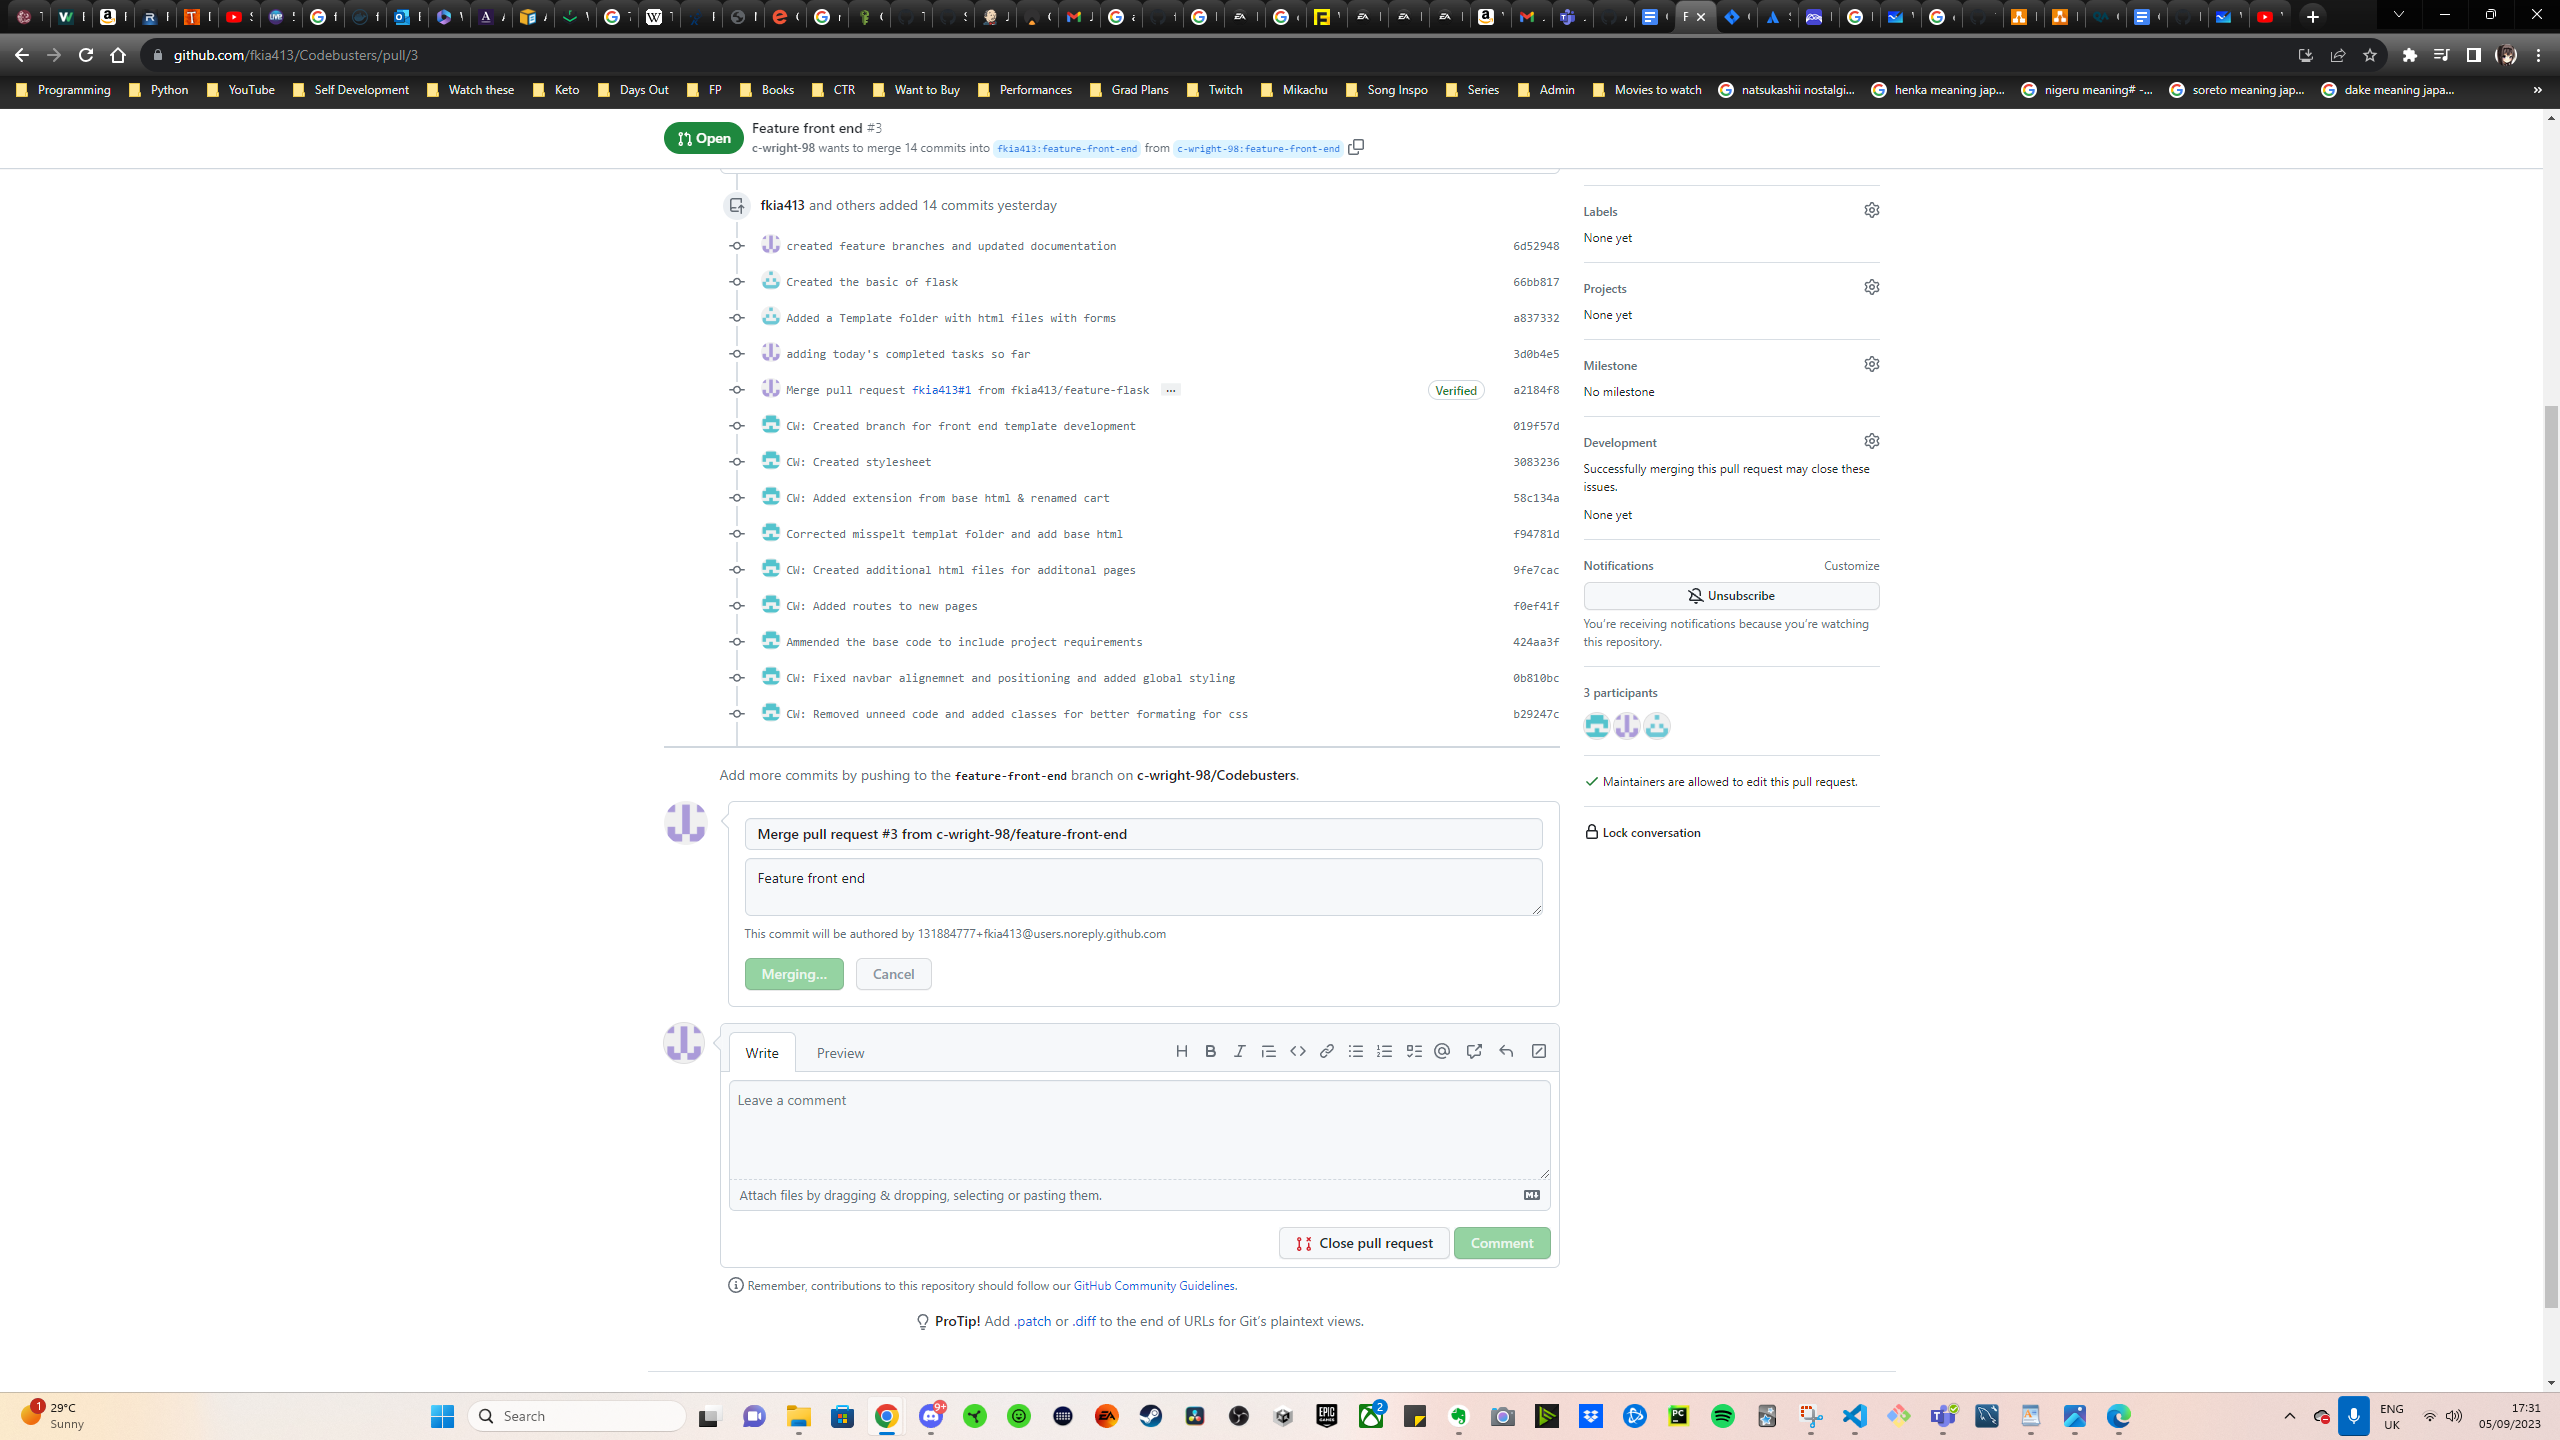 github.com/fkia413/Codebusters/pull/3
Programming
Python
YouTube
Self Development
Watch these
Keto
Days Out
FP
Books
CTR
Want to Buy
Performances
Grad Plans
Twitch
Mikachu
Song Inspo
Series
Admin
Movies to watch
natsukashii nostalgi...
henka meaning jap...
nigeru meaning# -...
soreto meaning jap...
dake meaning japa...
»
Open
Feature front end #3
c-wright-98 wants to merge 14 commits into fkia413:feature-front-end from c-wright-98:feature-front-end
fkia413 and others added 14 commits yesterday
created feature branches and updated documentation 6d52948
Created the basic of flask 66bb817
Added a Template folder with html files with forms a837332
adding today's completed tasks so far 3d0b4e5
Merge pull request fkia413#1 from fkia413/feature-flask ... Verified a2184f8
CW: Created branch for front end template development 019f57d
CW: Created stylesheet 3083236
CW: Added extension from base html & renamed cart 58c134a
Corrected misspelt templat folder and add base html f94781d
CW: Created additional html files for additonal pages 9fe7cac
CW: Added routes to new pages f0ef41f
Ammended the base code to include project requirements 424aa3f
CW: Fixed navbar alignemnet and positioning and added global styling 0b810bc
CW: Removed unneed code and added classes for better formating for css b29247c
Add more commits by pushing to the feature-front-end branch on c-wright-98/Codebusters.
Merge pull request #3 from c-wright-98/feature-front-end
Feature front end
This commit will be authored by 131884777+fkia413@users.noreply.github.com
Merging...
Cancel
Write
Preview
Leave a comment
Attach files by dragging & dropping, selecting or pasting them.
Close pull request
Comment
Remember, contributions to this repository should follow our GitHub Community Guidelines.
ProTip! Add .patch or .diff to the end of URLs for Git's plaintext views.
Labels
None yet
Projects
None yet
Milestone
No milestone
Development
Successfully merging this pull request may close these
issues.
None yet
Notifications
Customize
Unsubscribe
You're receiving notifications because you're watching
this repository.
3 participants
Maintainers are allowed to edit this pull request.
Lock conversation
1
29°C
Sunny
Search
9+
2
ENG
UK
17:31
05/09/2023